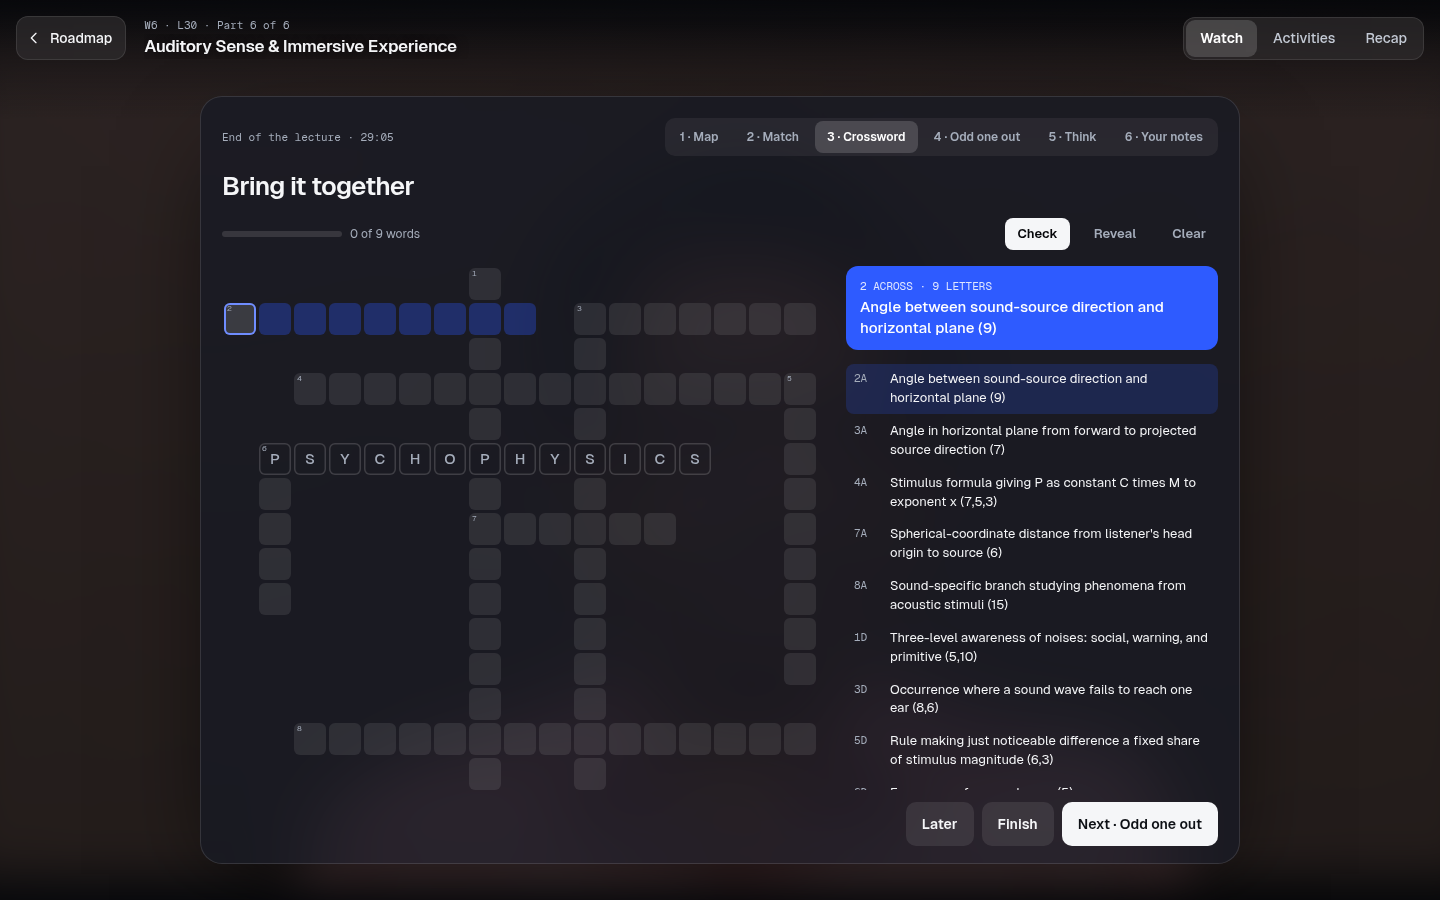 Roadmap
W6 · L30 · Part 6 of 6
Auditory Sense & Immersive Experience
Watch
Activities
Recap
End of the lecture · 29:05
1 · Map
2 · Match
3 · Crossword
4 · Odd one out
5 · Think
6 · Your notes
Bring it together
0 of 9 words
Check
Reveal
Clear
1
2
3
4
5
6
P S Y C H O P H Y S I C S
7
8
2 ACROSS · 9 LETTERS
Angle between sound-source direction and
horizontal plane (9)
2A Angle between sound-source direction and
horizontal plane (9)
3A Angle in horizontal plane from forward to projected
source direction (7)
4A Stimulus formula giving P as constant C times M to
exponent x (7,5,3)
7A Spherical-coordinate distance from listener's head
origin to source (6)
8A Sound-specific branch studying phenomena from
acoustic stimuli (15)
1D Three-level awareness of noises: social, warning, and
primitive (5,10)
3D Occurrence where a sound wave fails to reach one
ear (8,6)
5D Rule making just noticeable difference a fixed share
of stimulus magnitude (6,3)
Later
Finish
Next · Odd one out